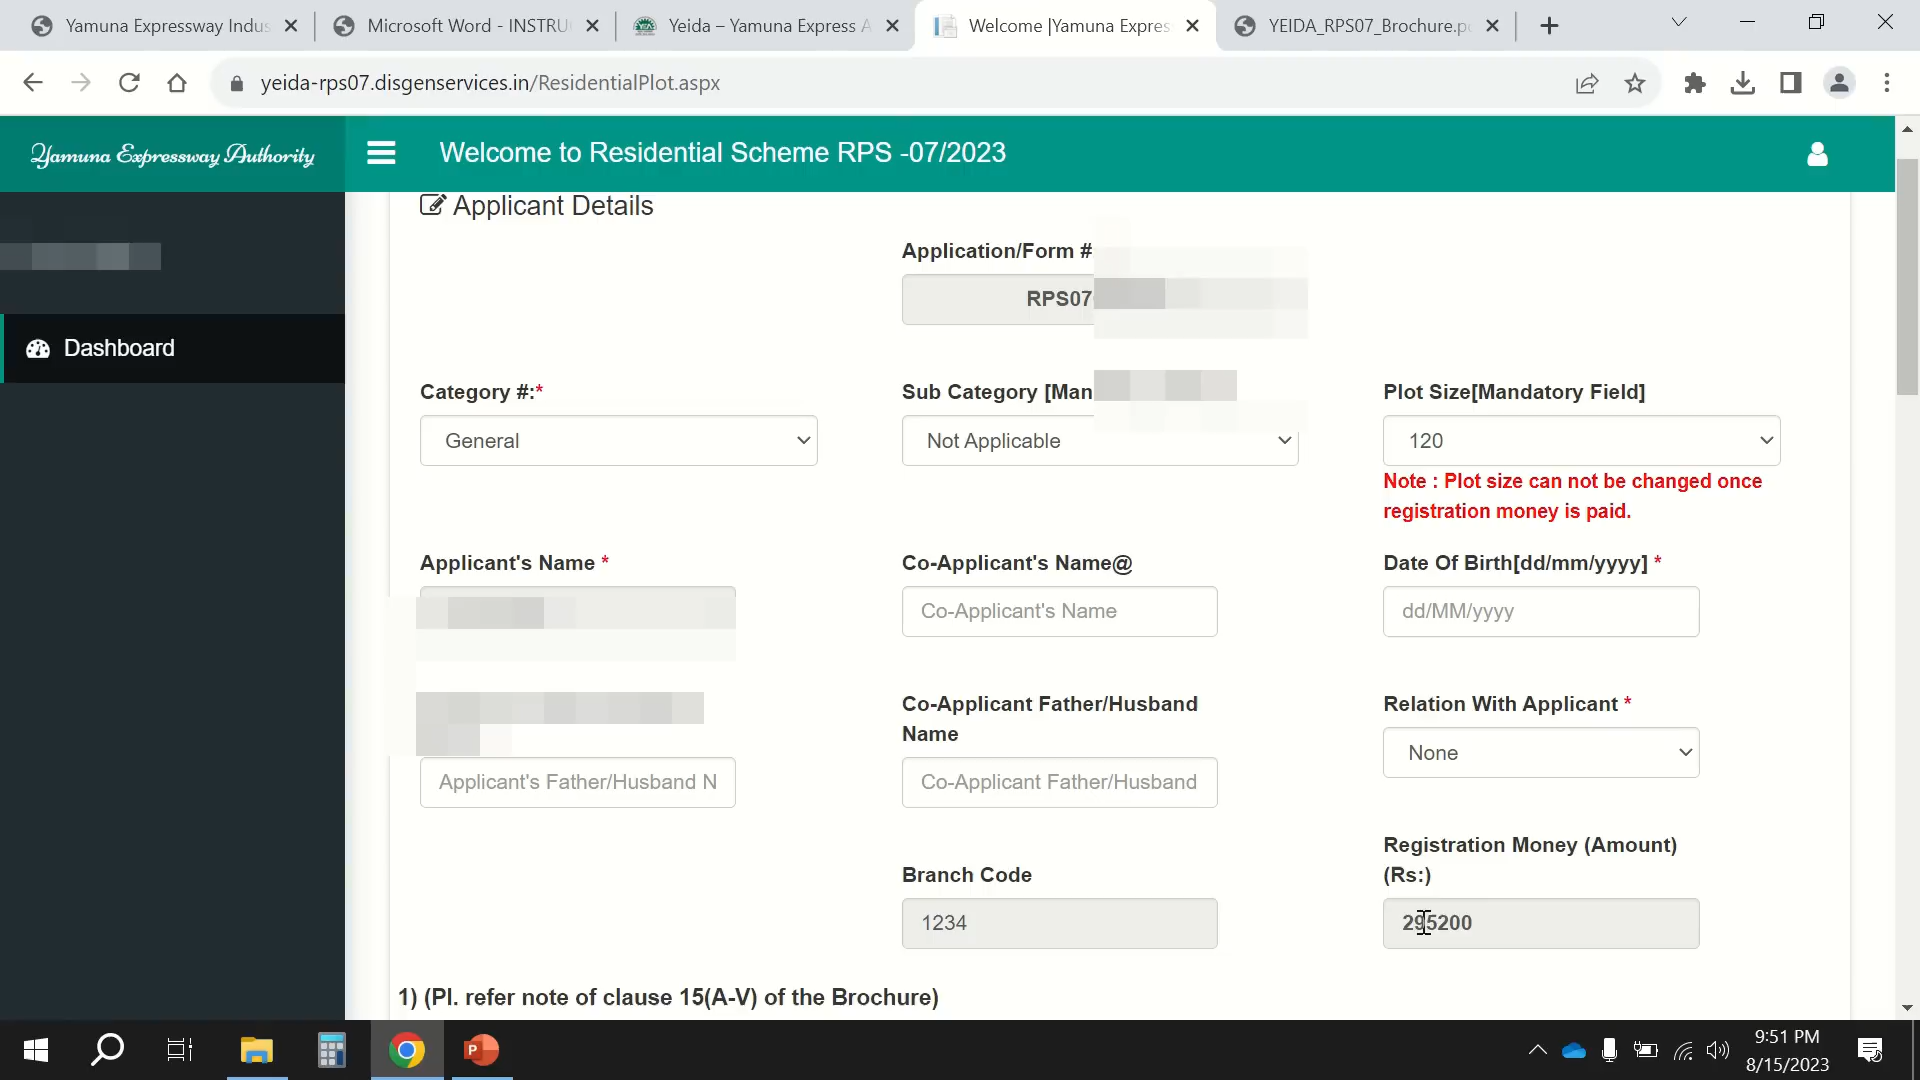 Yamuna Expressway Indus
Microsoft Word - INSTRU
Yeida – Yamuna Express A
Welcome |Yamuna Expres
YEIDA_RPS07_Brochure.p
yeida-rps07.disgenservices.in/ResidentialPlot.aspx
Yamuna Expressway Authority
Welcome to Residential Scheme RPS -07/2023
Applicant Details
Application/Form #
RPS07
Dashboard
Category #:*
Sub Category [Man
Plot Size[Mandatory Field]
General
Not Applicable
120
Note : Plot size can not be changed once
registration money is paid.
Applicant's Name *
Co-Applicant's Name@
Date Of Birth[dd/mm/yyyy] *
Co-Applicant's Name
dd/MM/yyyy
Co-Applicant Father/Husband
Name
Relation With Applicant *
None
Applicant's Father/Husband N
Co-Applicant Father/Husband
Registration Money (Amount)
(Rs:)
Branch Code
1234
295200
1) (Pl. refer note of clause 15(A-V) of the Brochure)
9:51 PM
8/15/2023